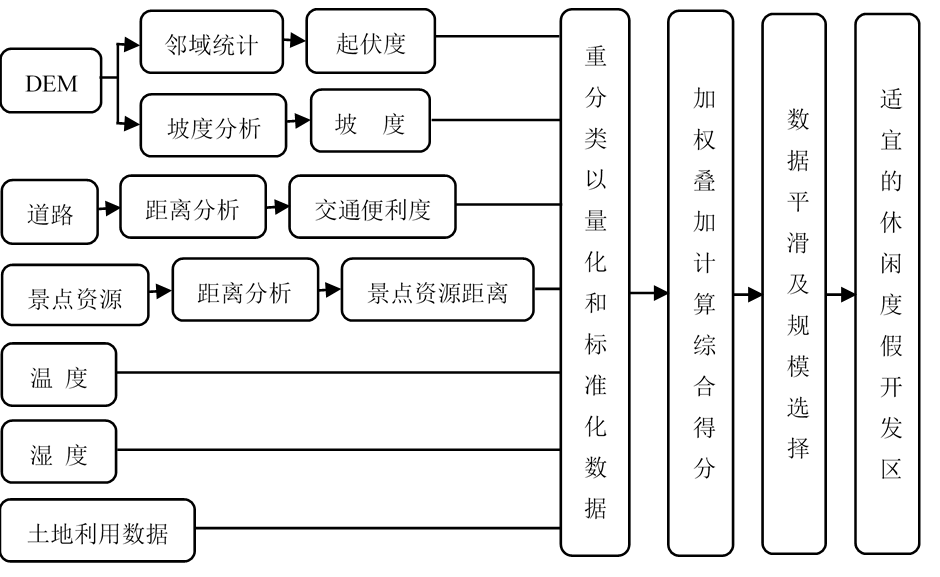 DEM
邻域统计
起伏度
坡度分析
坡 度
道路
距离分析
交通便利度
景点资源
距离分析
景点资源距离
温 度
湿 度
土地利用数据
重分类以量化和标准化数据
加权叠加计算综合得分
数据平滑及规模选择
适宜的休闲度假开发区